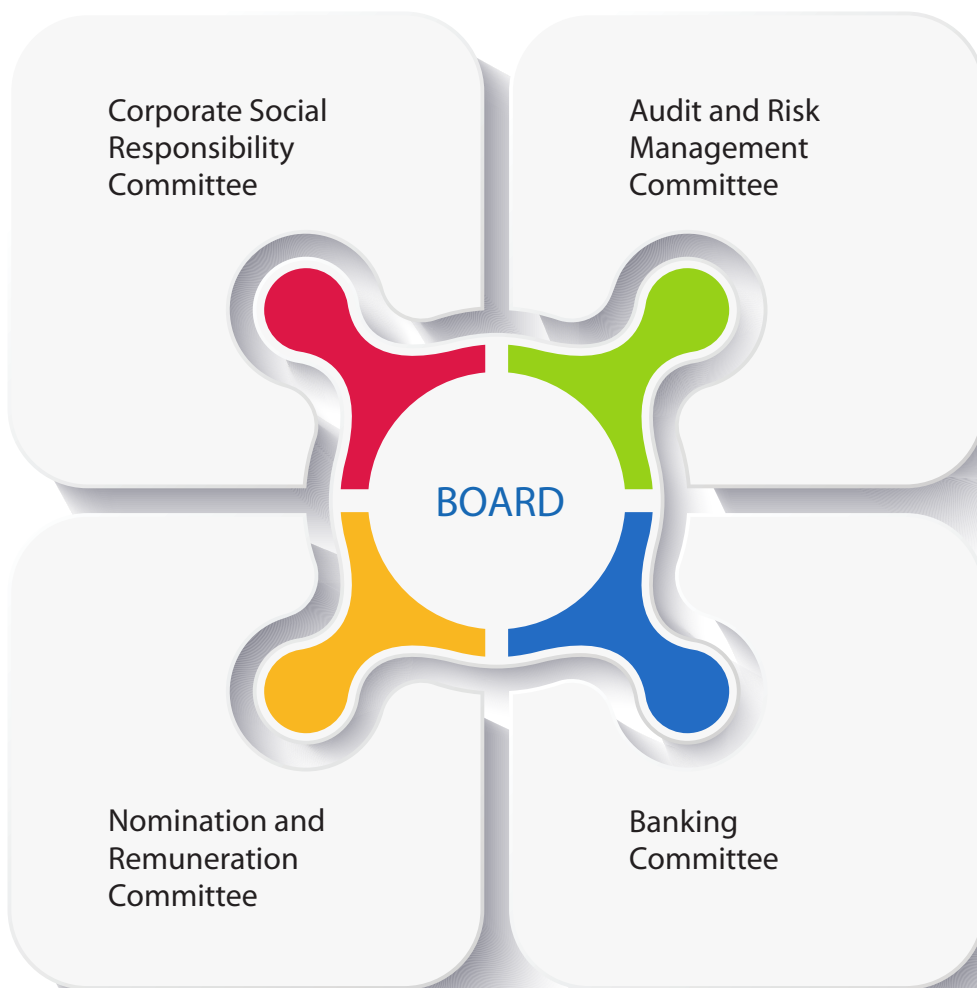 Corporate Social
Responsibility
Committee
Audit and Risk
Management
Committee
BOARD
Nomination and
Remuneration
Committee
Banking
Committee